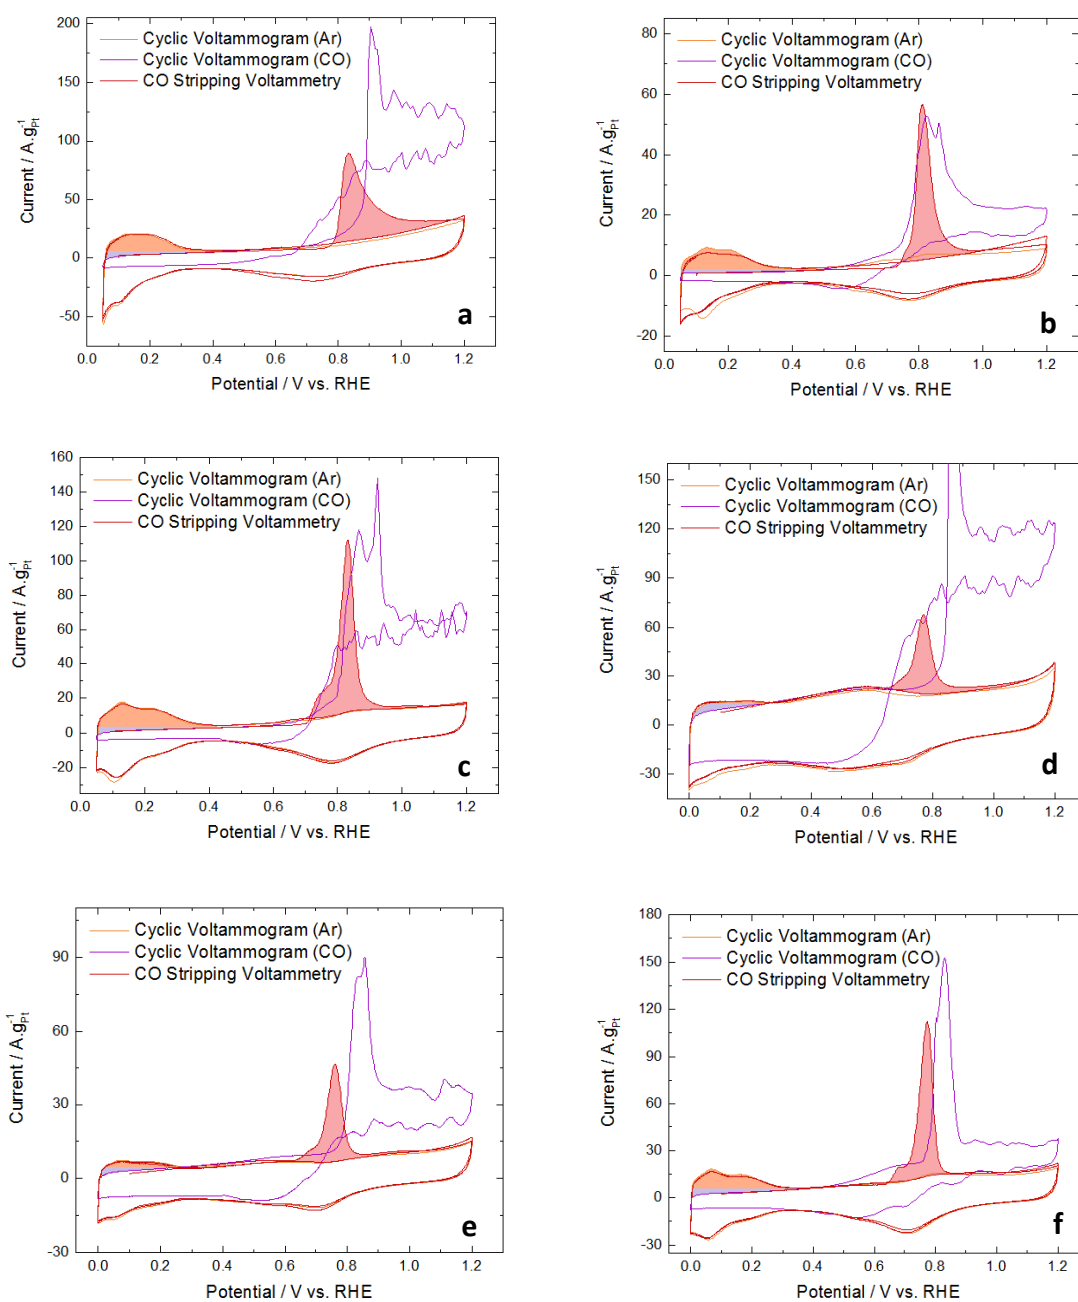 200
150
100
50
0
-50
Current / A.g⁻¹Pt
Cyclic Voltammogram (Ar)
Cyclic Voltammogram (CO)
CO Stripping Voltammetry
a
0.0 0.2 0.4 0.6 0.8 1.0 1.2
Potential / V vs. RHE
80
60
40
20
0
-20
Current / A.g⁻¹Pt
Cyclic Voltammogram (Ar)
Cyclic Voltammogram (CO)
CO Stripping Voltammetry
b
0.0 0.2 0.4 0.6 0.8 1.0 1.2
Potential / V vs. RHE
160
140
120
100
80
60
40
20
0
-20
Current / A.g⁻¹Pt
Cyclic Voltammogram (Ar)
Cyclic Voltammogram (CO)
CO Stripping Voltammetry
c
0.0 0.2 0.4 0.6 0.8 1.0 1.2
Potential / V vs. RHE
150
120
90
60
30
0
-30
Current / A.g⁻¹Pt
Cyclic Voltammogram (Ar)
Cyclic Voltammogram (CO)
CO Stripping Voltammetry
d
0.0 0.2 0.4 0.6 0.8 1.0 1.2
Potential / V vs. RHE
90
60
30
0
-30
Current / A.g⁻¹Pt
Cyclic Voltammogram (Ar)
Cyclic Voltammogram (CO)
CO Stripping Voltammetry
e
0.0 0.2 0.4 0.6 0.8 1.0 1.2
Potential / V vs. RHE
180
150
120
90
60
30
0
-30
Current / A.g⁻¹Pt
Cyclic Voltammogram (Ar)
Cyclic Voltammogram (CO)
CO Stripping Voltammetry
f
0.0 0.2 0.4 0.6 0.8 1.0 1.2
Potential / V vs. RHE